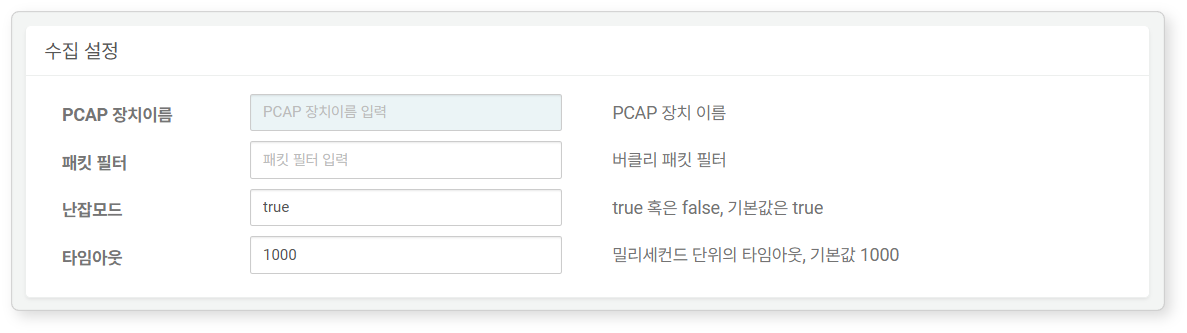 수집 설정
PCAP 장치이름 PCAP 장치이름 입력 PCAP 장치 이름
패킷 필터 패킷 필터 입력 버클리 패킷 필터
난잡모드 true true 혹은 false, 기본값은 true
타임아웃 1000 밀리세컨드 단위의 타임아웃, 기본값 1000